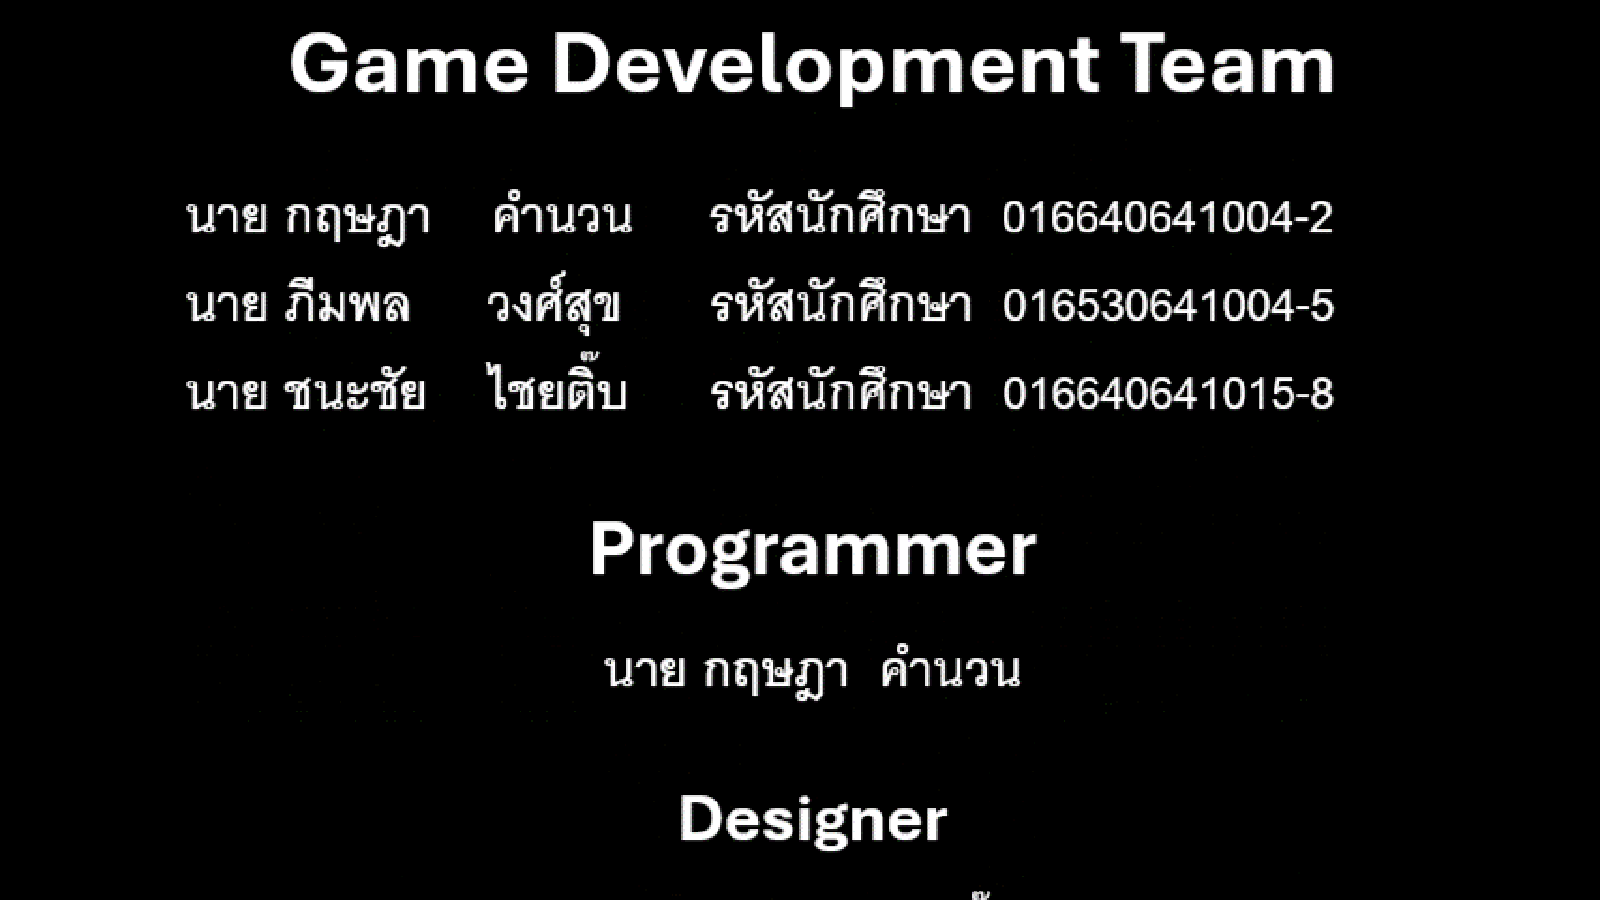 Game Development Team
นาย กฤษฎา คำนวน รหัสนักศึกษา 016640641004-2
นาย ภีมพล วงศ์สุข รหัสนักศึกษา 016530641004-5
นาย ชนะชัย ไชยติ๊บ รหัสนักศึกษา 016640641015-8
Programmer
นาย กฤษฎา คำนวน
Designer